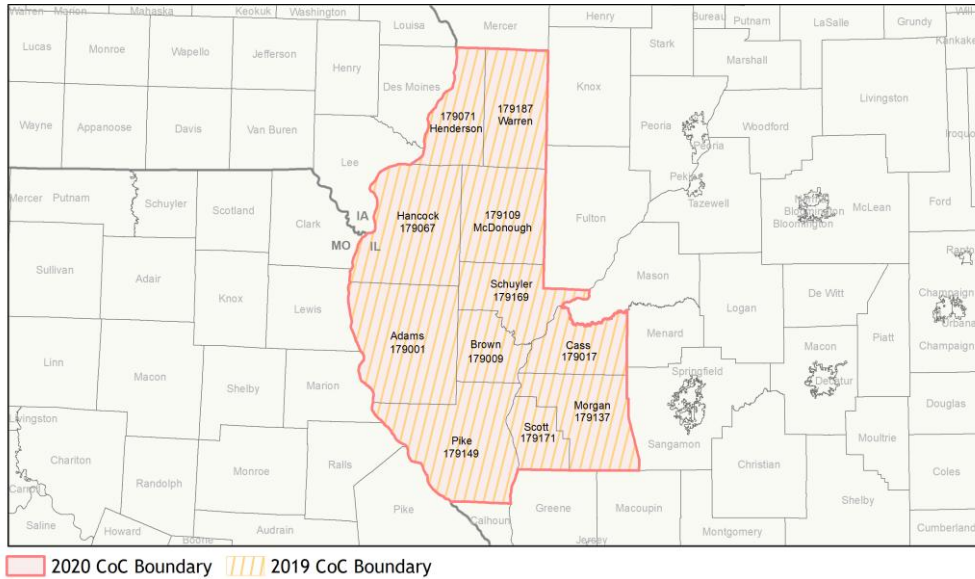 Warren Marion Mahaska Keokuk Washington
Louisa Mercer Henry Bureau Putnam LaSalle Grundy Will
Lucas Monroe Wapello Jefferson Henry
Stark Marshall Livingston
Des Moines Knox
Wayne Appanoose Davis Van Buren
179071
Henderson
179187
Warren
Peoria Woodford
Peoria
Lee
Tazewell
Mercer Putnam Schuyler Scotland Clark
IA
MO IL
Hancock
179067
179109
McDonough
Fulton
Bloomington
McLean Ford
Sullivan Adair Knox Lewis
Schuyler
179169
Mason Logan De Witt
Champaign
Urbana
Champaign
Adams
179001
Brown
179009
Cass
179017
Menard Macon Piatt
Decatur
Springfield
Linn Macon Shelby Marion
Morgan
179137
Scott
179171
Sangamon
Douglas
Moultrie
Livingston
Chariton
Pike
179149
Christian
Coles
Carroll Randolph Monroe Ralls
Shelby
Pike Calhoun Greene Macoupin
Saline Howard Boone Audrain
Jersey Montgomery
Cumberland
2020 CoC Boundary 2019 CoC Boundary